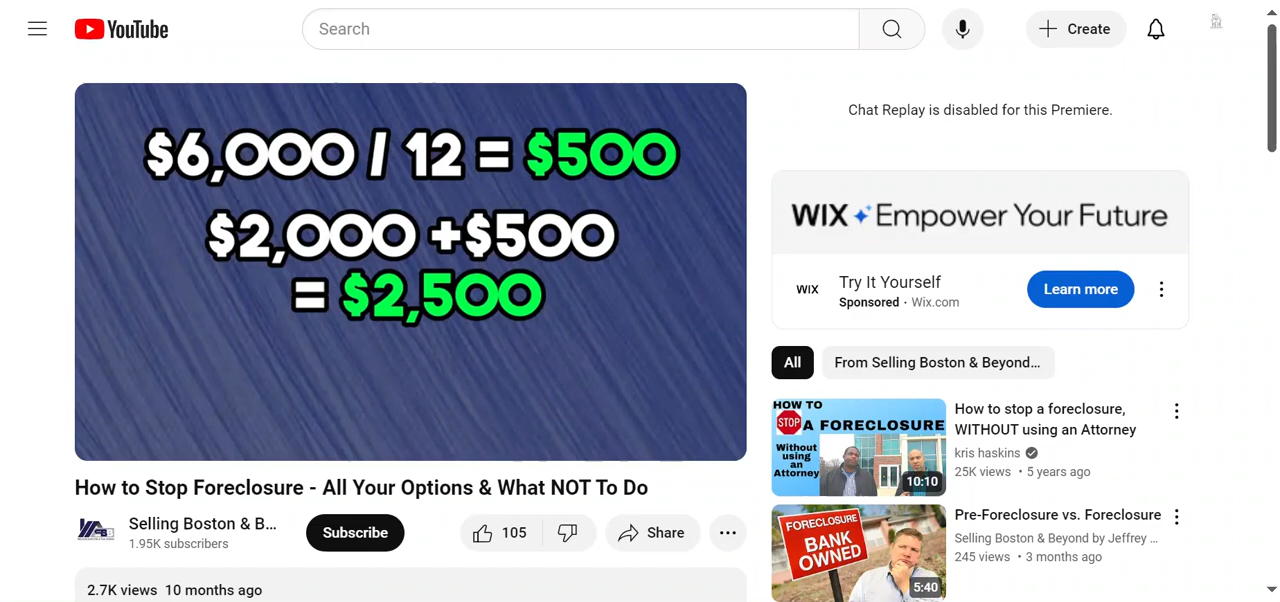 YouTube
Search
Create
$6,000 / 12 = $500
$2,000 +$500
= $2,500
How to Stop Foreclosure - All Your Options & What NOT To Do
Selling Boston & B...
1.95K subscribers
Subscribe
105
Share
2.7K views 10 months ago
Chat Replay is disabled for this Premiere.
WIX Empower Your Future
WIX
Try It Yourself
Sponsored · Wix.com
Learn more
All
From Selling Boston & Beyond...
HOW TO
STOP A FORECLOSURE
Without
using
an
Attorney
10:10
How to stop a foreclosure,
WITHOUT using an Attorney
kris haskins
25K views • 5 years ago
FORECLOSURE
BANK
OWNED
5:40
Pre-Foreclosure vs. Foreclosure
Selling Boston & Beyond by Jeffrey ...
245 views • 3 months ago